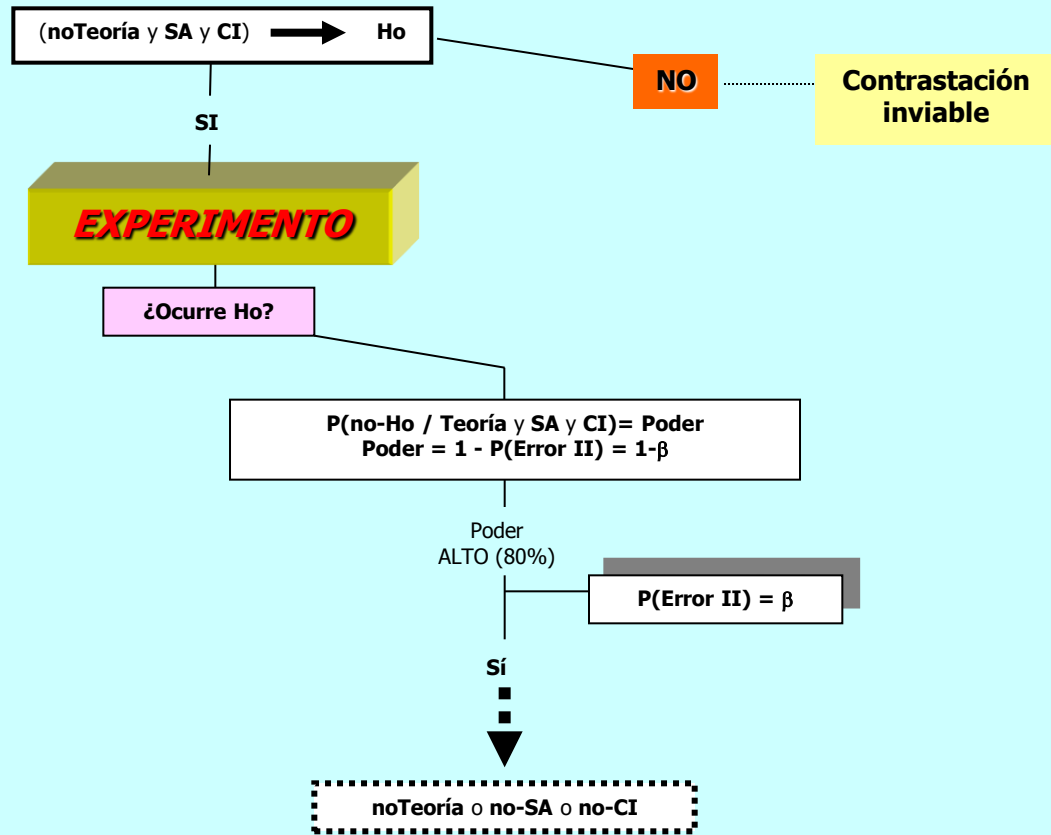 (noTeoría y SA y CI) Ho
NO
Contrastación
inviable
SI
EXPERIMENTO
¿Ocurre Ho?
P(no-Ho / Teoría y SA y CI)= Poder
Poder = 1 - P(Error II) = 1-β
Poder
ALTO (80%)
P(Error II) = β
Sí
noTeoría o no-SA o no-CI